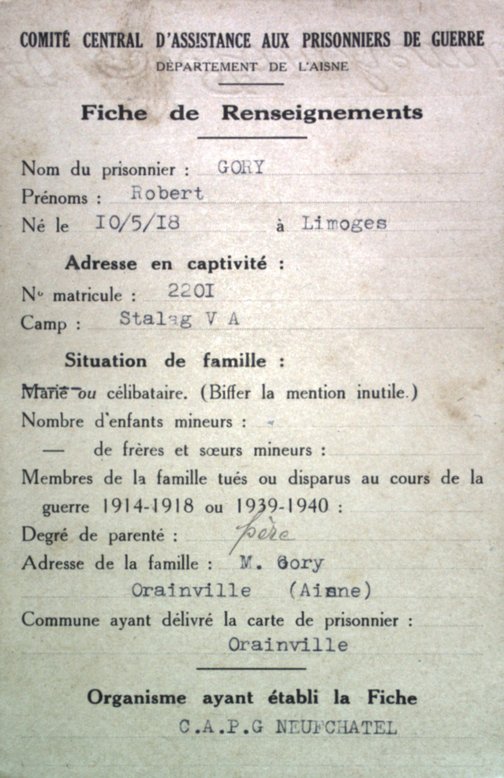 COMITÉ CENTRAL D'ASSISTANCE AUX PRISONNIERS DE GUERRE
DÉPARTEMENT DE L'AISNE
Fiche de Renseignements
Nom du prisonnier : GORY
Prénoms : Robert
Né le 10/5/18 à Limoges
Adresse en captivité :
No matricule : 2201
Camp : Stalag V A
Situation de famille :
Marié ou célibataire. (Biffer la mention inutile.)
Nombre d'enfants mineurs : -
— de frères et sœurs mineurs :
Membres de la famille tués ou disparus au cours de la
guerre 1914-1918 ou 1939-1940 :
Degré de parenté : père
Adresse de la famille : M. Gory
Orainville (Aisne)
Commune ayant délivré la carte de prisonnier :
Orainville
Organisme ayant établi la Fiche
C.A.P.G NEUFCHATEL